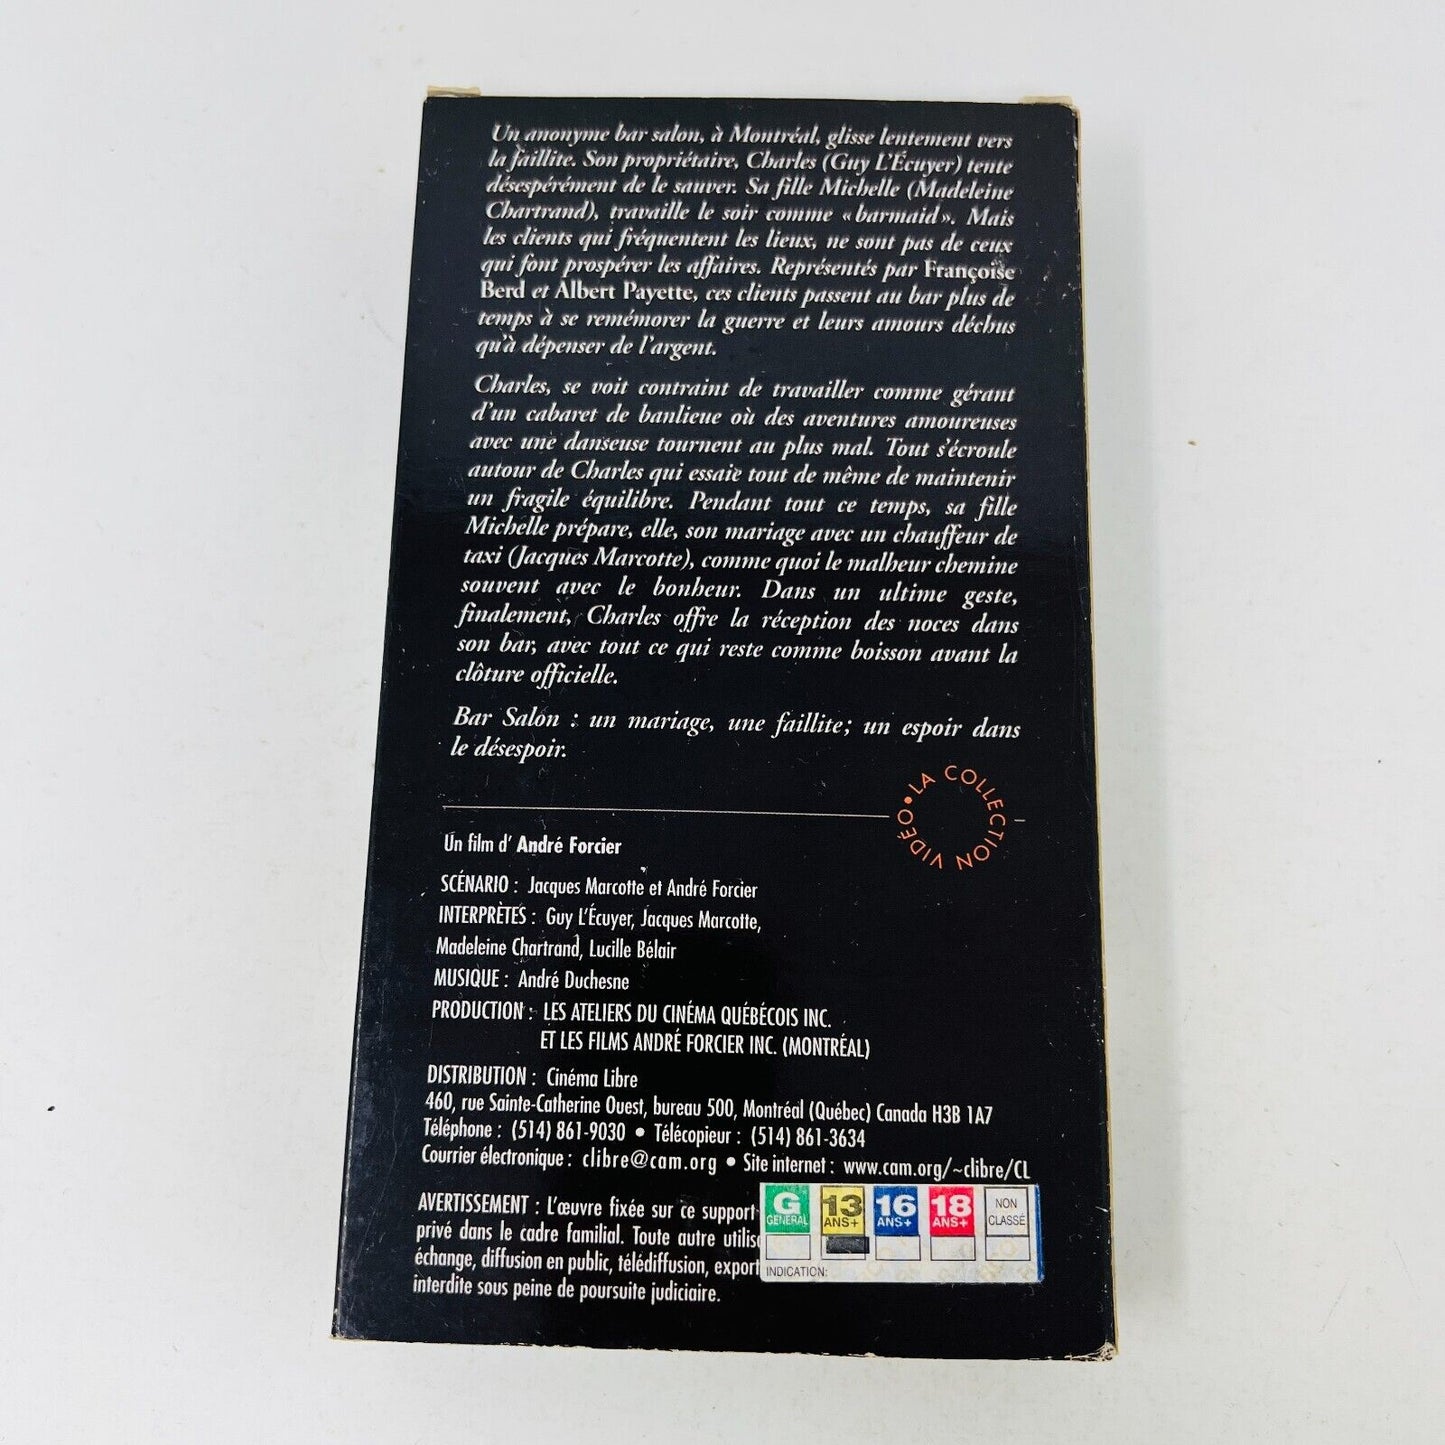 Un anonyme bar salon, à Montréal, glisse lentement vers
la faillite. Son propriétaire, Charles (Guy L'Écuyer) tente
désespérément de le sauver. Sa fille Michelle (Madeleine
Chartrand), travaille le soir comme «barmaid». Mais
les clients qui fréquentent les lieux, ne sont pas de ceux
qui font prospérer les affaires. Représentés par Françoise
Berd et Albert Payette, ces clients passent au bar plus de
temps à se remémorer la guerre et leurs amours déchus
qu'à dépenser de l'argent.
Charles, se voit contraint de travailler comme gérant
d'un cabaret de banlieue où des aventures amoureuses
avec une danseuse tournent au plus mal. Tout s'écroule
autour de Charles qui essaie tout de même de maintenir
un fragile équilibre. Pendant tout ce temps, sa fille
Michelle prépare, elle, son mariage avec un chauffeur de
taxi (Jacques Marcotte), comme quoi le malheur chemine
souvent avec le bonheur. Dans un ultime geste,
finalement, Charles offre la réception des noces dans
son bar, avec tout ce qui reste comme boisson avant la
clôture officielle.
Bar Salon : un mariage, une faillite; un espoir dans
le désespoir.
LA COLLECTION VIDÉO •
Un film d' André Forcier
SCÉNARIO : Jacques Marcotte et André Forcier
INTERPRÈTES : Guy L'Écuyer, Jacques Marcotte,
Madeleine Chartrand, Lucille Bélair
MUSIQUE : André Duchesne
PRODUCTION : LES ATELIERS DU CINÉMA QUÉBÉCOIS INC.
ET LES FILMS ANDRÉ FORCIER INC. (MONTRÉAL)
DISTRIBUTION : Cinéma Libre
460, rue Sainte-Catherine Ouest, bureau 500, Montréal (Québec) Canada H3B 1A7
Téléphone : (514) 861-9030 • Télécopieur : (514) 861-3634
Courrier électronique : clibre@cam.org • Site internet : www.cam.org/~clibre/CL
AVERTISSEMENT : L'œuvre fixée sur ce support-
privé dans le cadre familial. Toute autre utilis
échange, diffusion en public, télédiffusion, export
interdite sous peine de poursuite judiciaire.
G GENERAL 13 ANS+ 16 ANS+ 18 ANS+ NON CLASSÉ
INDICATION: